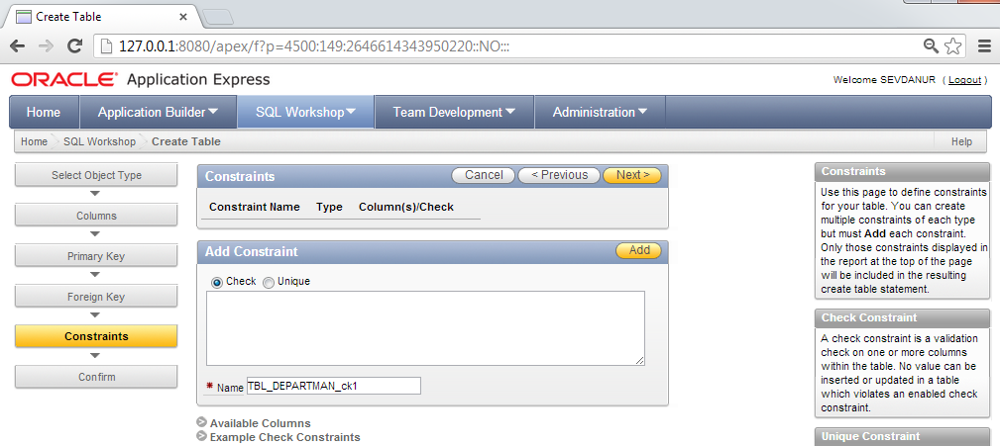 Create Table
127.0.0.1:8080/apex/f?p=4500:149:2646614343950220::NO:::
ORACLE Application Express
Welcome SEVDANUR ( Logout )
Home Application Builder SQL Workshop Team Development Administration
Home SQL Workshop Create Table Help
Select Object Type
Columns
Primary Key
Foreign Key
Constraints
Confirm
Constraints Cancel < Previous Next >
Constraint Name Type Column(s)/Check
Add Constraint Add
Check Unique
* Name TBL_DEPARTMAN_ck1
Available Columns
Example Check Constraints
Constraints
Use this page to define constraints
for your table. You can create
multiple constraints of each type
but must Add each constraint.
Only those constraints displayed in
the report at the top of the page
will be included in the resulting
create table statement.
Check Constraint
A check constraint is a validation
check on one or more columns
within the table. No value can be
inserted or updated in a table
which violates an enabled check
constraint.
Unique Constraint